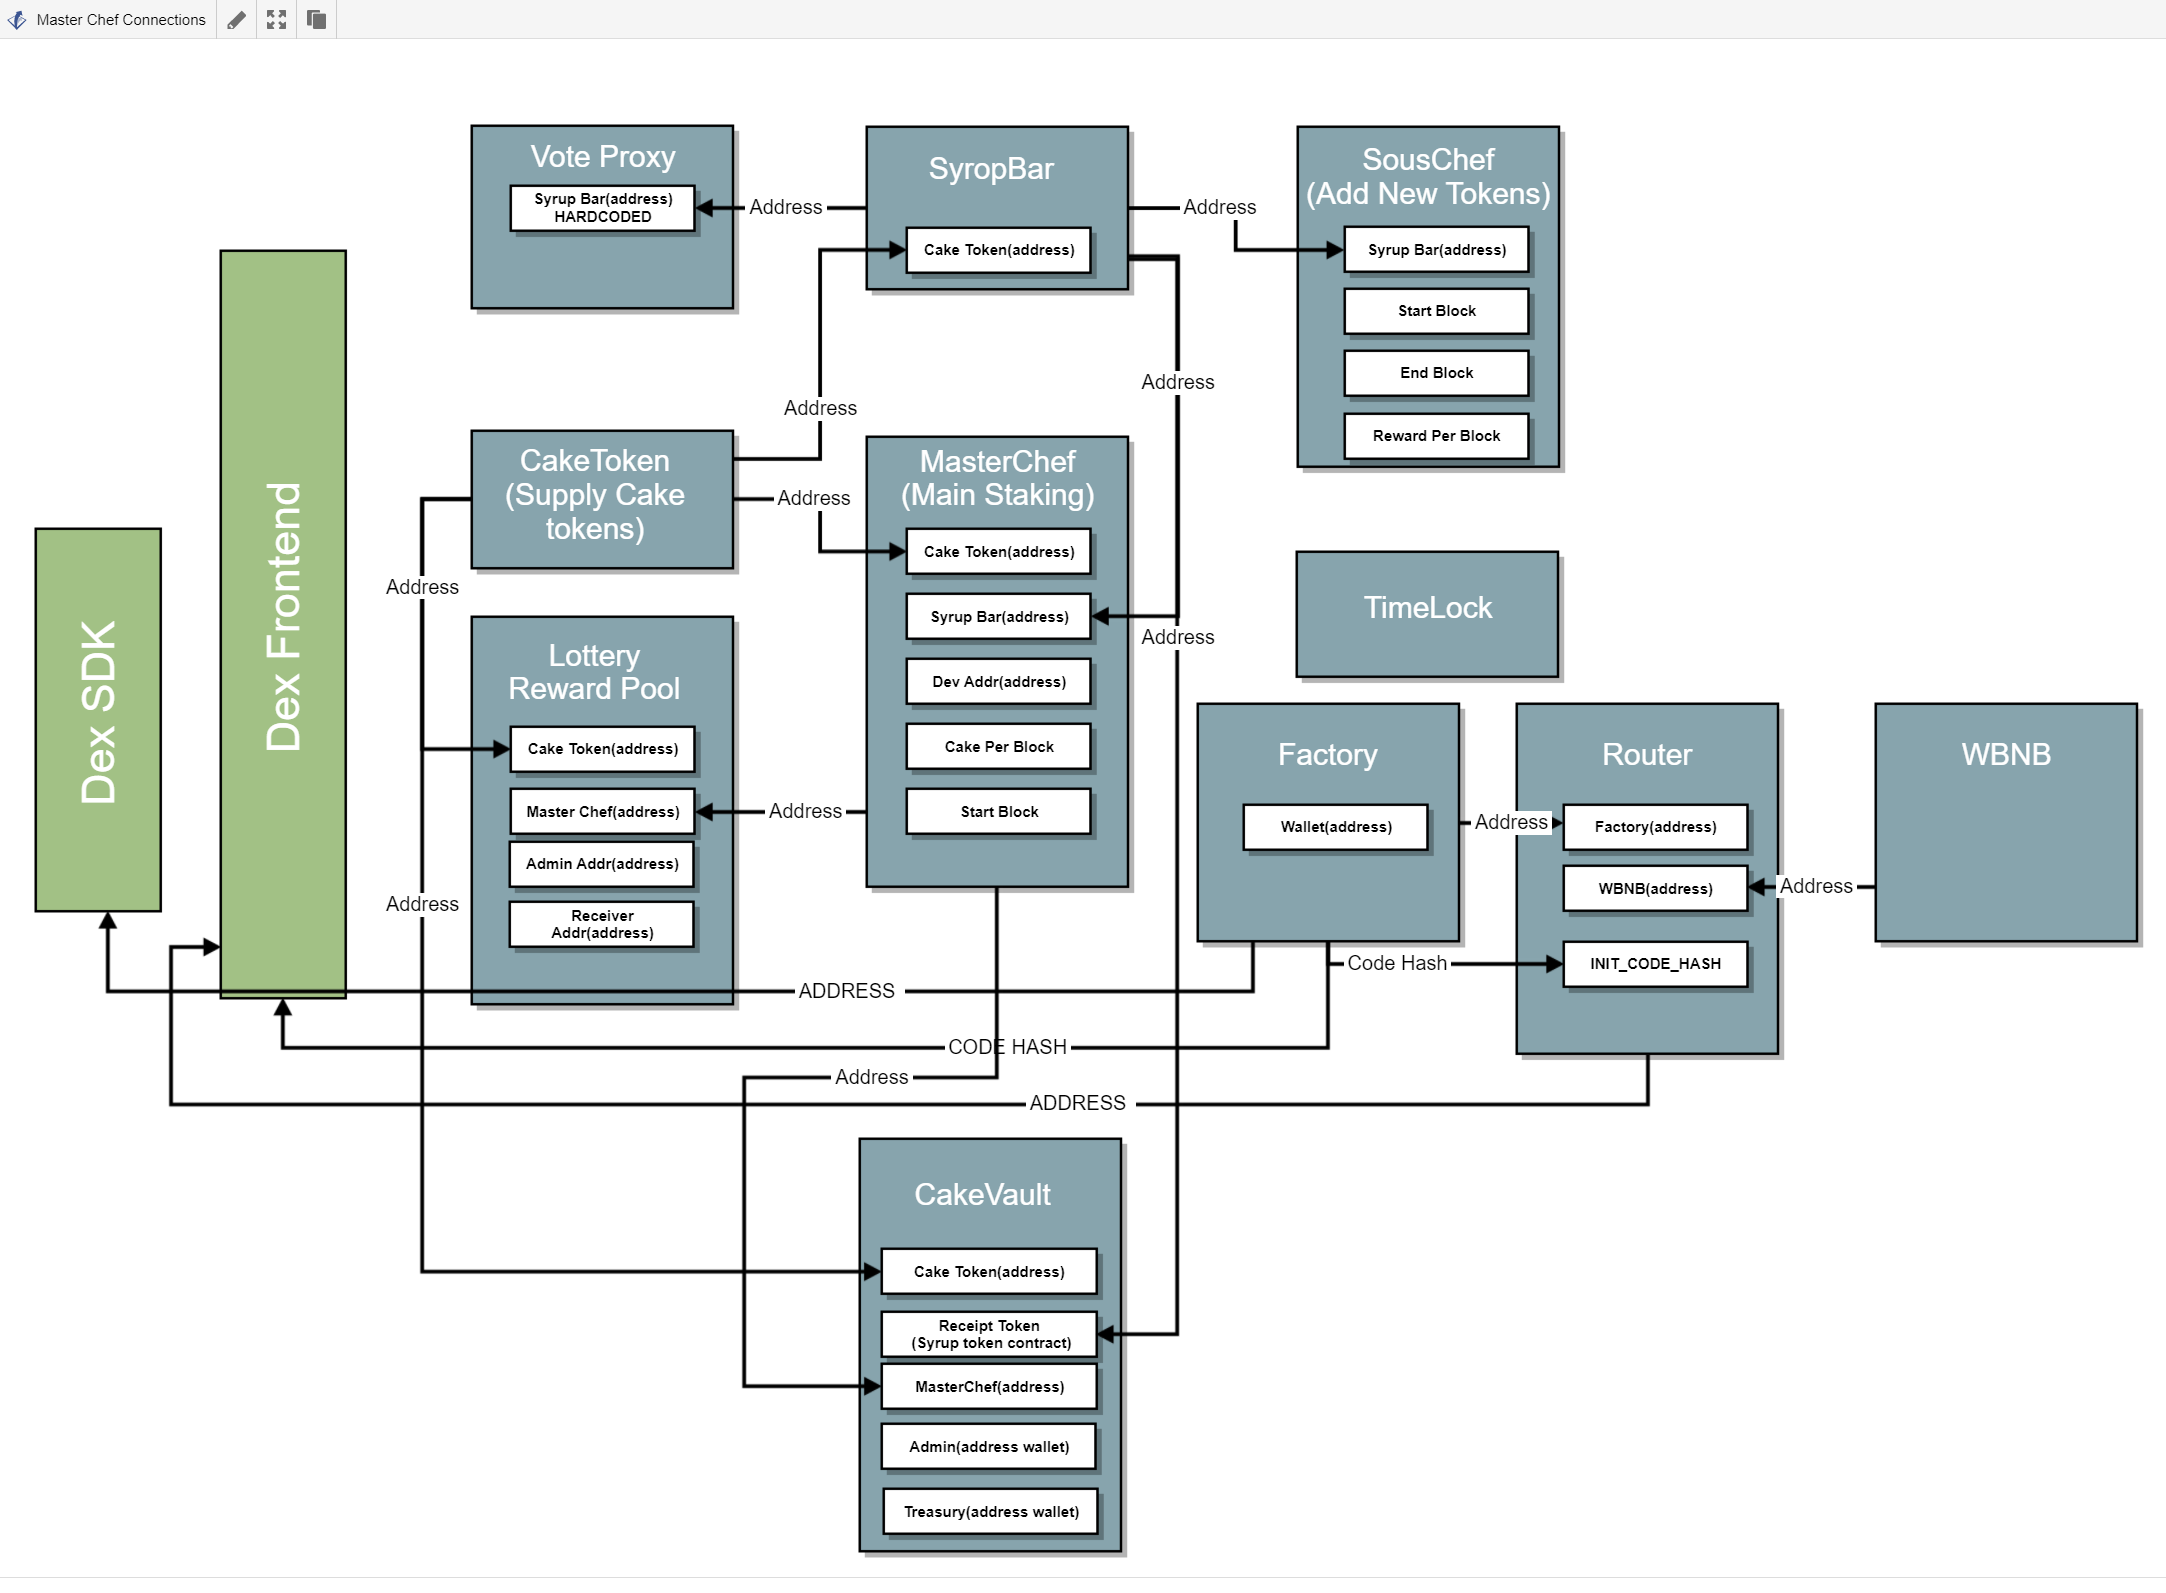 Master Chef Connections
Vote Proxy
Syrup Bar(address)
HARDCODED
Address
SyropBar
Cake Token(address)
Address
SousChef
(Add New Tokens)
Syrup Bar(address)
Start Block
End Block
Reward Per Block
Address
Address
CakeToken
(Supply Cake
tokens)
Address
MasterChef
(Main Staking)
Cake Token(address)
Syrup Bar(address)
Dev Addr(address)
Cake Per Block
Start Block
Address
Address
TimeLock
Dex SDK
Dex Frontend
Lottery
Reward Pool
Cake Token(address)
Master Chef(address)
Admin Addr(address)
Receiver
Addr(address)
Address
Address
Factory
Wallet(address)
Address
Router
Factory(address)
WBNB(address)
INIT_CODE_HASH
Address
WBNB
Code Hash
ADDRESS
CODE HASH
Address
ADDRESS
CakeVault
Cake Token(address)
Receipt Token
(Syrup token contract)
MasterChef(address)
Admin(address wallet)
Treasury(address wallet)